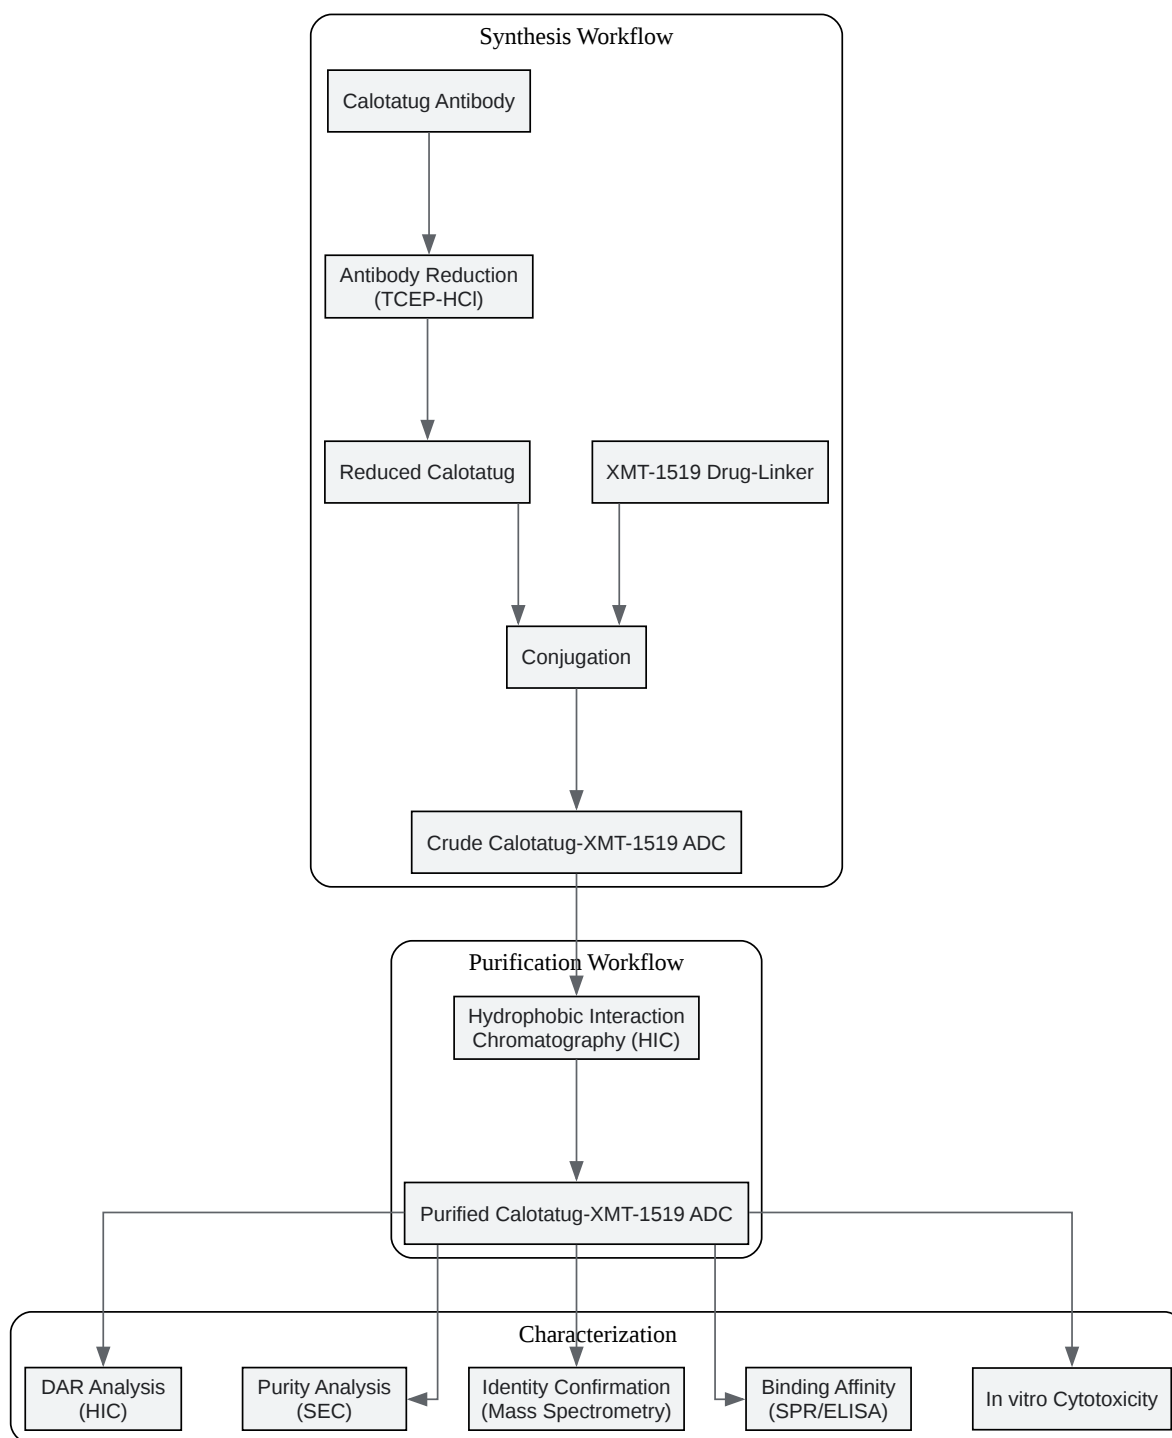 Synthesis Workflow
Calotatug Antibody
Antibody Reduction
(TCEP-HCl)
Reduced Calotatug
XMT-1519 Drug-Linker
Conjugation
Crude Calotatug-XMT-1519 ADC
Purification Workflow
Hydrophobic Interaction
Chromatography (HIC)
Purified Calotatug-XMT-1519 ADC
Characterization
DAR Analysis
(HIC)
Purity Analysis
(SEC)
Identity Confirmation
(Mass Spectrometry)
Binding Affinity
(SPR/ELISA)
In vitro Cytotoxicity